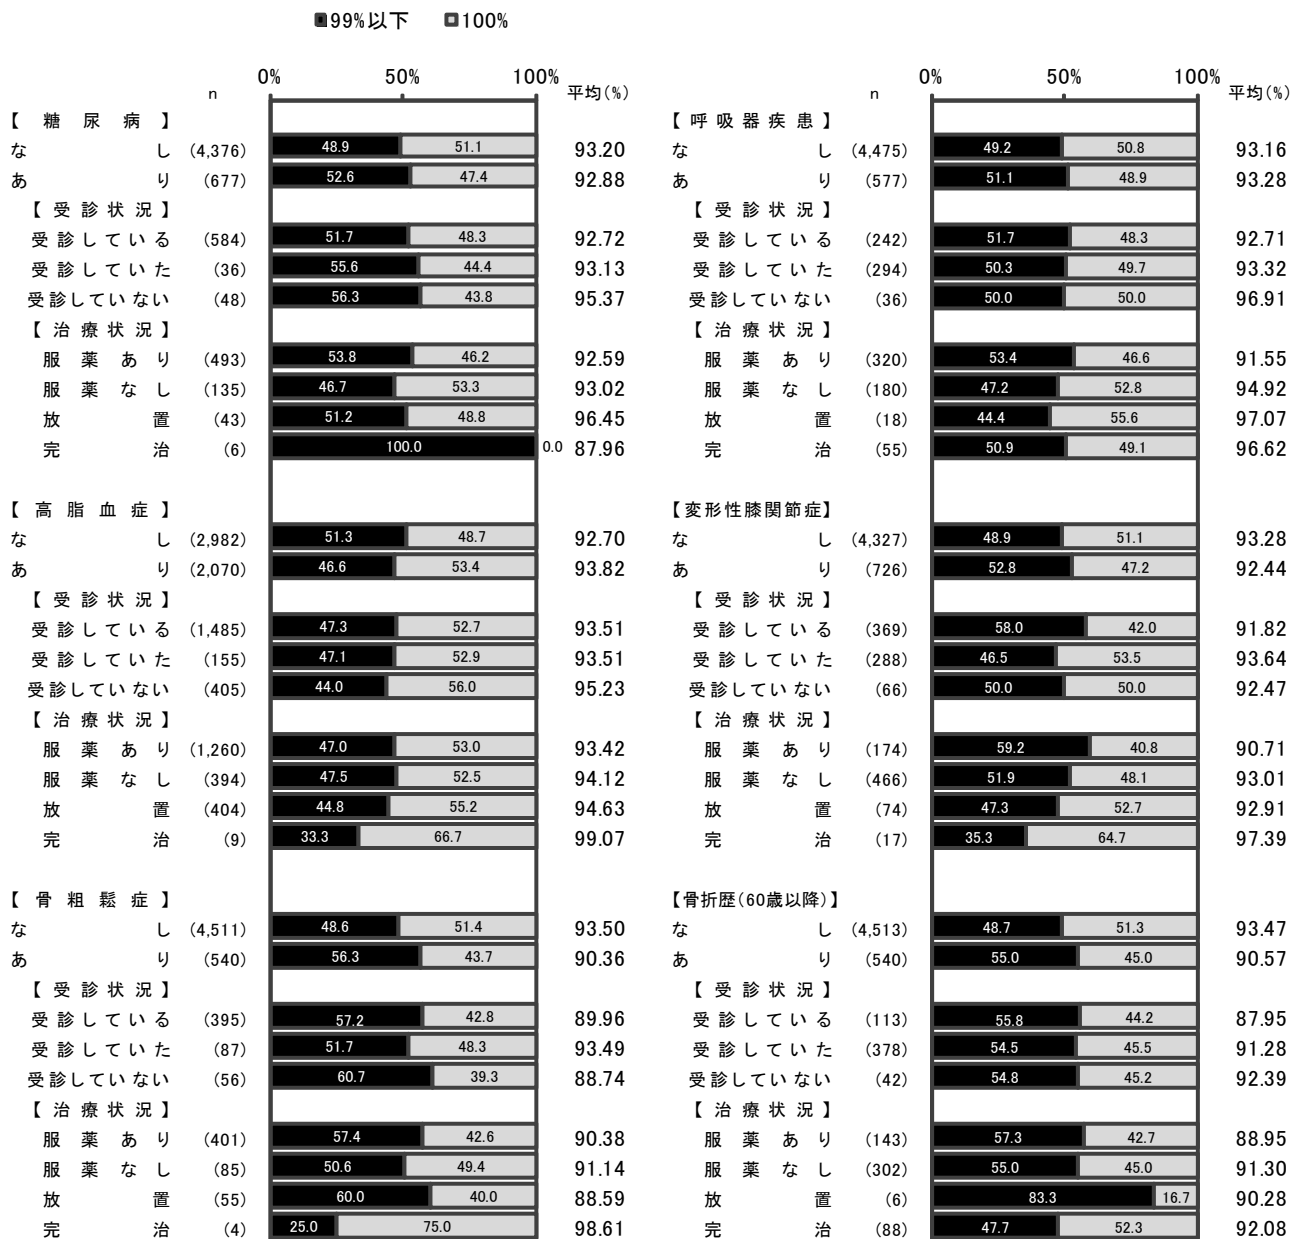 ■99%以下 □100%
0% 50% 100%
n 平均(%)
【糖尿病】
なし (4,376) 48.9 51.1 93.20
あり (677) 52.6 47.4 92.88
【受診状況】
受診している (584) 51.7 48.3 92.72
受診していた (36) 55.6 44.4 93.13
受診していない (48) 56.3 43.8 95.37
【治療状況】
服薬あり (493) 53.8 46.2 92.59
服薬なし (135) 46.7 53.3 93.02
放置 (43) 51.2 48.8 96.45
完治 (6) 100.0 0.0 87.96
【高脂血症】
なし (2,982) 51.3 48.7 92.70
あり (2,070) 46.6 53.4 93.82
【受診状況】
受診している (1,485) 47.3 52.7 93.51
受診していた (155) 47.1 52.9 93.51
受診していない (405) 44.0 56.0 95.23
【治療状況】
服薬あり (1,260) 47.0 53.0 93.42
服薬なし (394) 47.5 52.5 94.12
放置 (404) 44.8 55.2 94.63
完治 (9) 33.3 66.7 99.07
【骨粗鬆症】
なし (4,511) 48.6 51.4 93.50
あり (540) 56.3 43.7 90.36
【受診状況】
受診している (395) 57.2 42.8 89.96
受診していた (87) 51.7 48.3 93.49
受診していない (56) 60.7 39.3 88.74
【治療状況】
服薬あり (401) 57.4 42.6 90.38
服薬なし (85) 50.6 49.4 91.14
放置 (55) 60.0 40.0 88.59
完治 (4) 25.0 75.0 98.61
0% 50% 100%
n 平均(%)
【呼吸器疾患】
なし (4,475) 49.2 50.8 93.16
あり (577) 51.1 48.9 93.28
【受診状況】
受診している (242) 51.7 48.3 92.71
受診していた (294) 50.3 49.7 93.32
受診していない (36) 50.0 50.0 96.91
【治療状況】
服薬あり (320) 53.4 46.6 91.55
服薬なし (180) 47.2 52.8 94.92
放置 (18) 44.4 55.6 97.07
完治 (55) 50.9 49.1 96.62
【変形性膝関節症】
なし (4,327) 48.9 51.1 93.28
あり (726) 52.8 47.2 92.44
【受診状況】
受診している (369) 58.0 42.0 91.82
受診していた (288) 46.5 53.5 93.64
受診していない (66) 50.0 50.0 92.47
【治療状況】
服薬あり (174) 59.2 40.8 90.71
服薬なし (466) 51.9 48.1 93.01
放置 (74) 47.3 52.7 92.91
完治 (17) 35.3 64.7 97.39
【骨折歴(60歳以降)】
なし (4,513) 48.7 51.3 93.47
あり (540) 55.0 45.0 90.57
【受診状況】
受診している (113) 55.8 44.2 87.95
受診していた (378) 54.5 45.5 91.28
受診していない (42) 54.8 45.2 92.39
【治療状況】
服薬あり (143) 57.3 42.7 88.95
服薬なし (302) 55.0 45.0 91.30
放置 (6) 83.3 16.7 90.28
完治 (88) 47.7 52.3 92.08